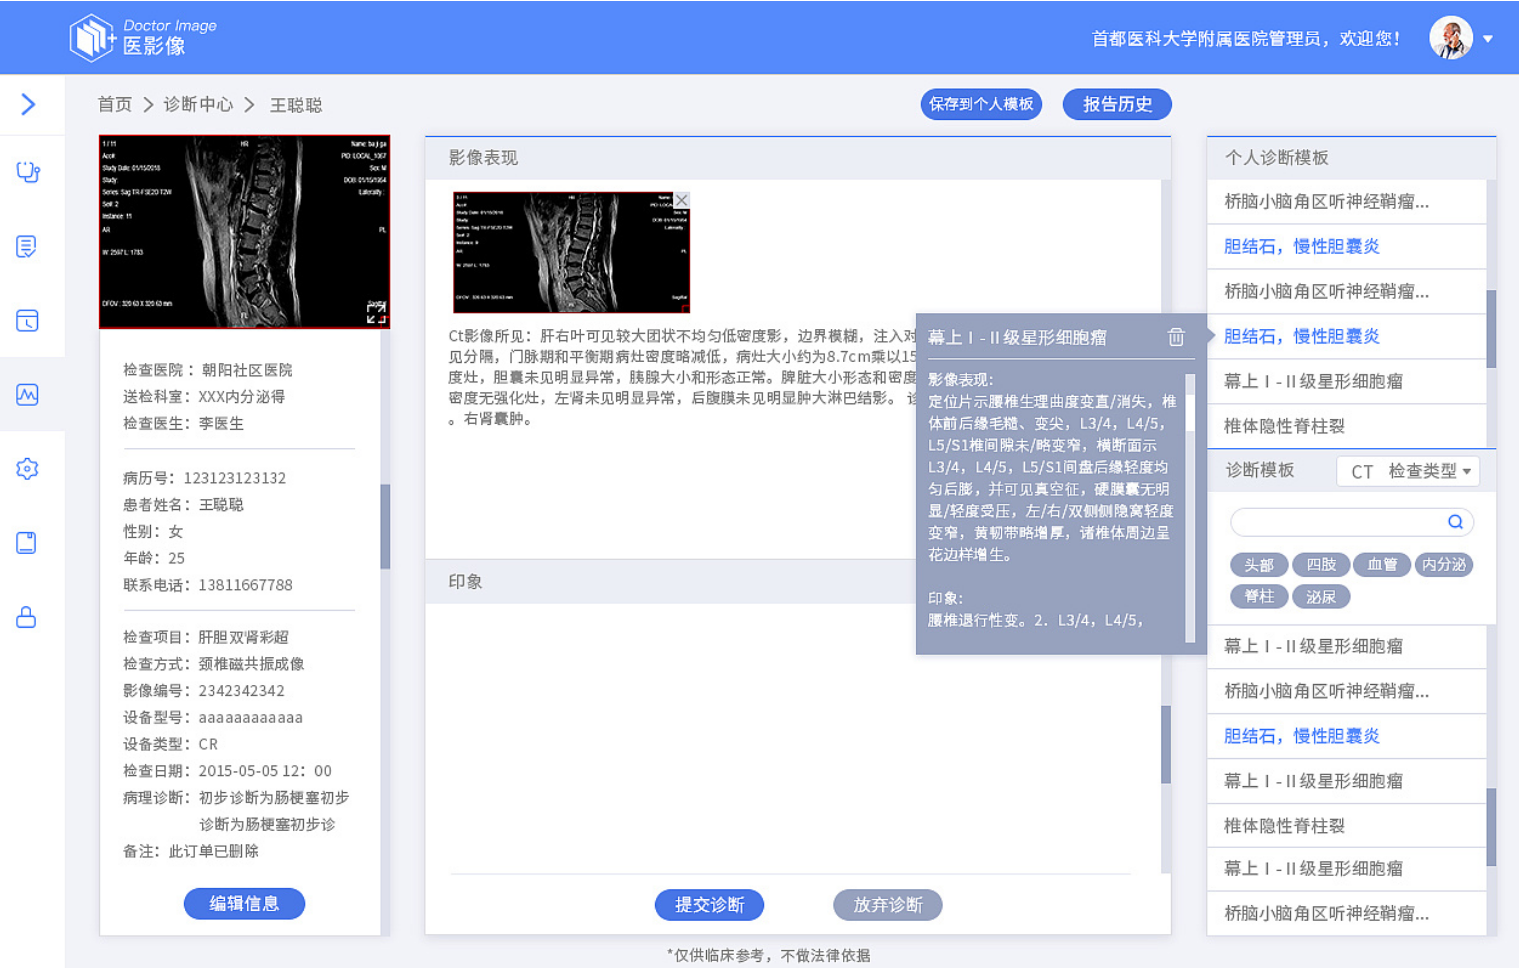 Doctor Image
医影像
首都医科大学附属医院管理员，欢迎您！
首页 > 诊断中心 > 王聪聪
保存到个人模板
报告历史
1 / 11
Acc#
Study Date: 01/15/2018
Study:
Series: Sag TR-FSE2D T2W
Se#: 2
Instance: 11
AR
W: 2597 L: 1783
DFOV : 320.63 X 320.63 mm
HR
Name: ba ji ga
PID: LOCAL_1067
Sex: M
DOB: 01/15/1954
Laterality :
PL
FL
Sagittal
检查医院：朝阳社区医院
送检科室：XXX内分泌得
检查医生：李医生
病历号：123123123132
患者姓名：王聪聪
性别：女
年龄：25
联系电话：13811667788
检查项目：肝胆双肾彩超
检查方式：颈椎磁共振成像
影像编号：2342342342
设备型号：aaaaaaaaaaaa
设备类型：CR
检查日期：2015-05-05 12：00
病理诊断：初步诊断为肠梗塞初步
诊断为肠梗塞初步诊
备注：此订单已删除
编辑信息
影像表现
Ct影像所见：肝右叶可见较大团状不均匀低密度影，边界模糊，注入对
见分隔，门脉期和平衡期病灶密度略减低，病灶大小约为8.7cm乘以15
度灶，胆囊未见明显异常，胰腺大小和形态正常。脾脏大小形态和密度
密度无强化灶，左肾未见明显异常，后腹膜未见明显肿大淋巴结影。 诊
。右肾囊肿。
印象
提交诊断
放弃诊断
幕上 I - II 级星形细胞瘤
影像表现:
定位片示腰椎生理曲度变直/消失，椎
体前后缘毛糙、变尖，L3/4，L4/5，
L5/S1椎间隙未/略变窄，横断面示
L3/4，L4/5，L5/S1间盘后缘轻度均
匀后膨，并可见真空征，硬膜囊无明
显/轻度受压，左/右/双侧侧隐窝轻度
变窄，黄韧带略增厚，诸椎体周边呈
花边样增生。
印象:
腰椎退行性变。2．L3/4，L4/5，
个人诊断模板
桥脑小脑角区听神经鞘瘤...
胆结石，慢性胆囊炎
桥脑小脑角区听神经鞘瘤...
胆结石，慢性胆囊炎
幕上 I - II 级星形细胞瘤
椎体隐性脊柱裂
诊断模板
CT 检查类型
头部
四肢
血管
内分泌
脊柱
泌尿
幕上 I - II 级星形细胞瘤
桥脑小脑角区听神经鞘瘤...
胆结石，慢性胆囊炎
幕上 I - II 级星形细胞瘤
椎体隐性脊柱裂
幕上 I - II 级星形细胞瘤
桥脑小脑角区听神经鞘瘤...
*仅供临床参考，不做法律依据